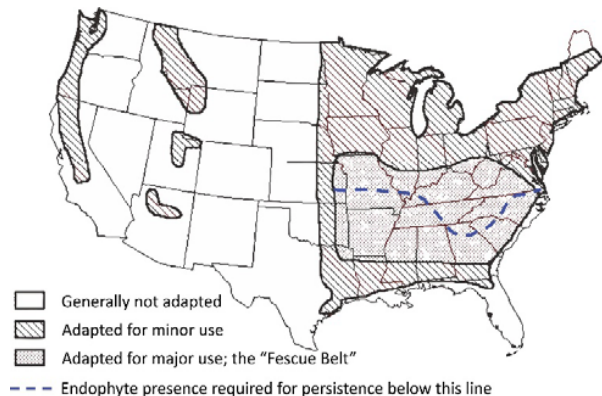 Generally not adapted
Adapted for minor use
Adapted for major use; the “Fescue Belt”
Endophyte presence required for persistence below this line